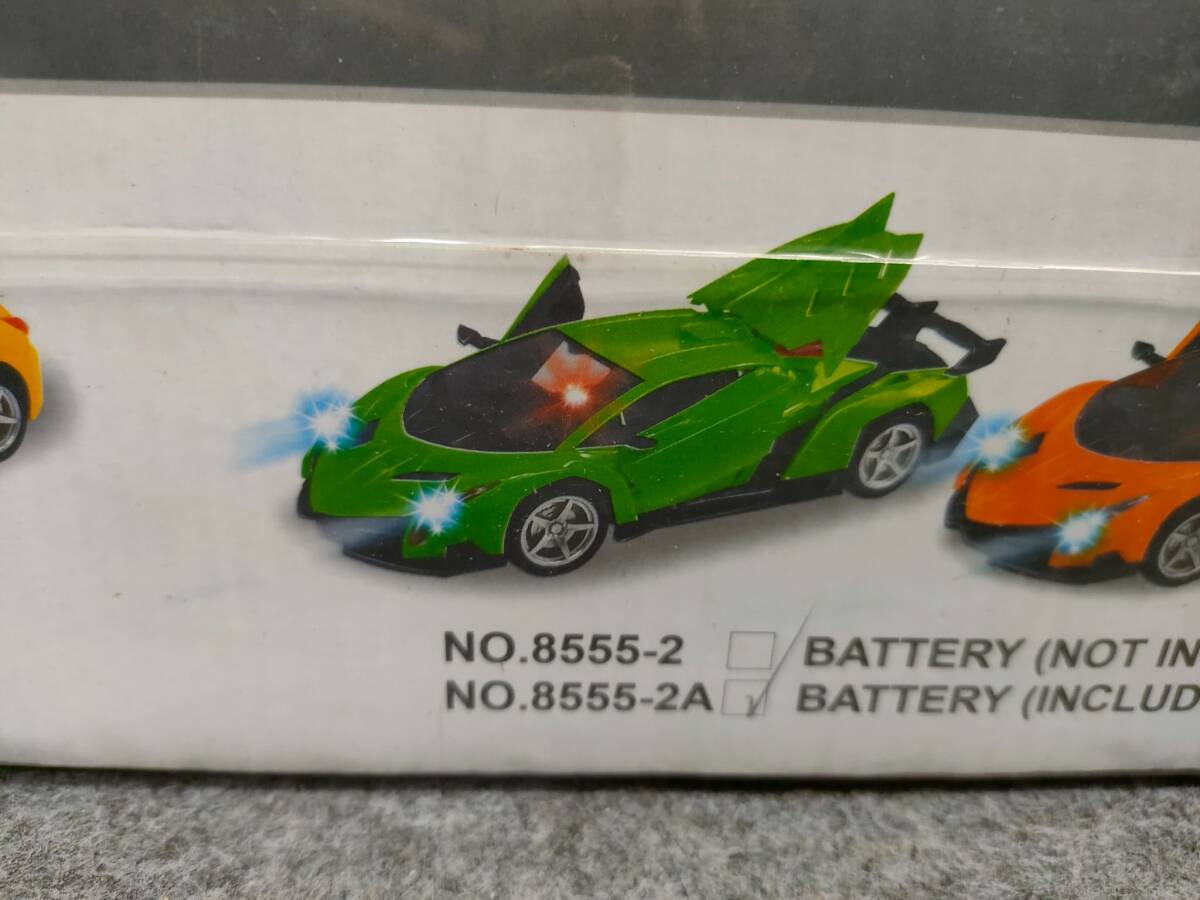 NO.8555-2 BATTERY (NOT IN
NO.8555-2A BATTERY (INCLUD